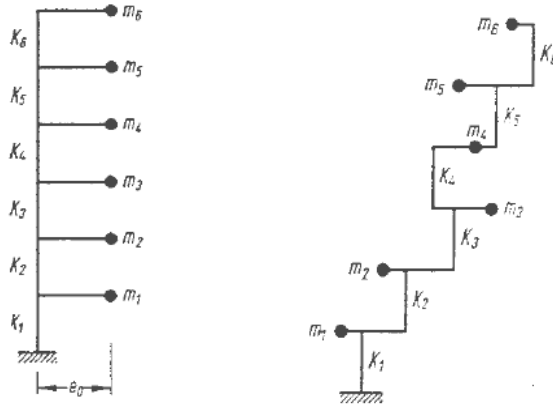 m₆
K₆
m₅
K₅
m₄
K₄
m₃
K₃
m₂
K₂
m₁
K₁
e₀
m₆
K₆
m₅
K₅
m₄
K₄
m₃
K₃
m₂
K₂
m₁
K₁